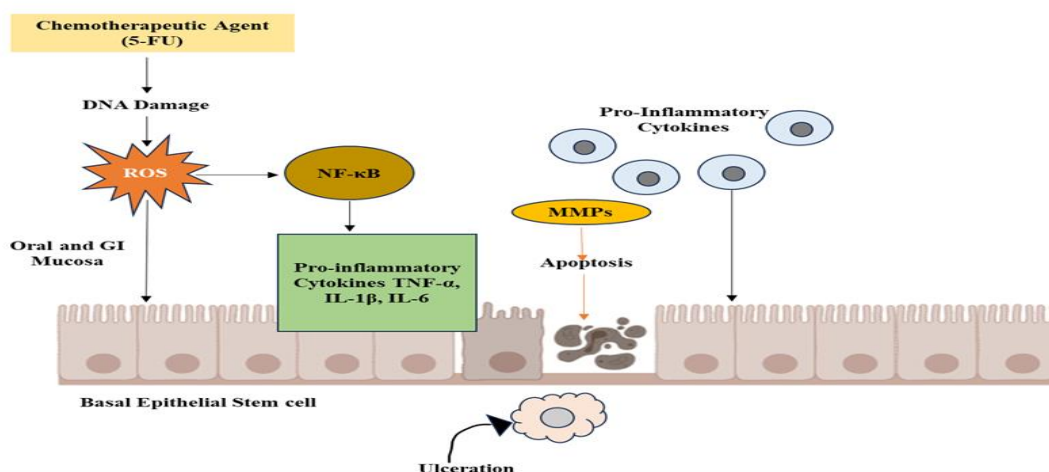 Chemotherapeutic Agent
(5-FU)
DNA Damage
ROS
NF-κB
Oral and GI
Mucosa
Pro-inflammatory
Cytokines TNF-α,
IL-1β, IL-6
Pro-Inflammatory
Cytokines
MMPs
Apoptosis
Basal Epithelial Stem cell
Ulceration